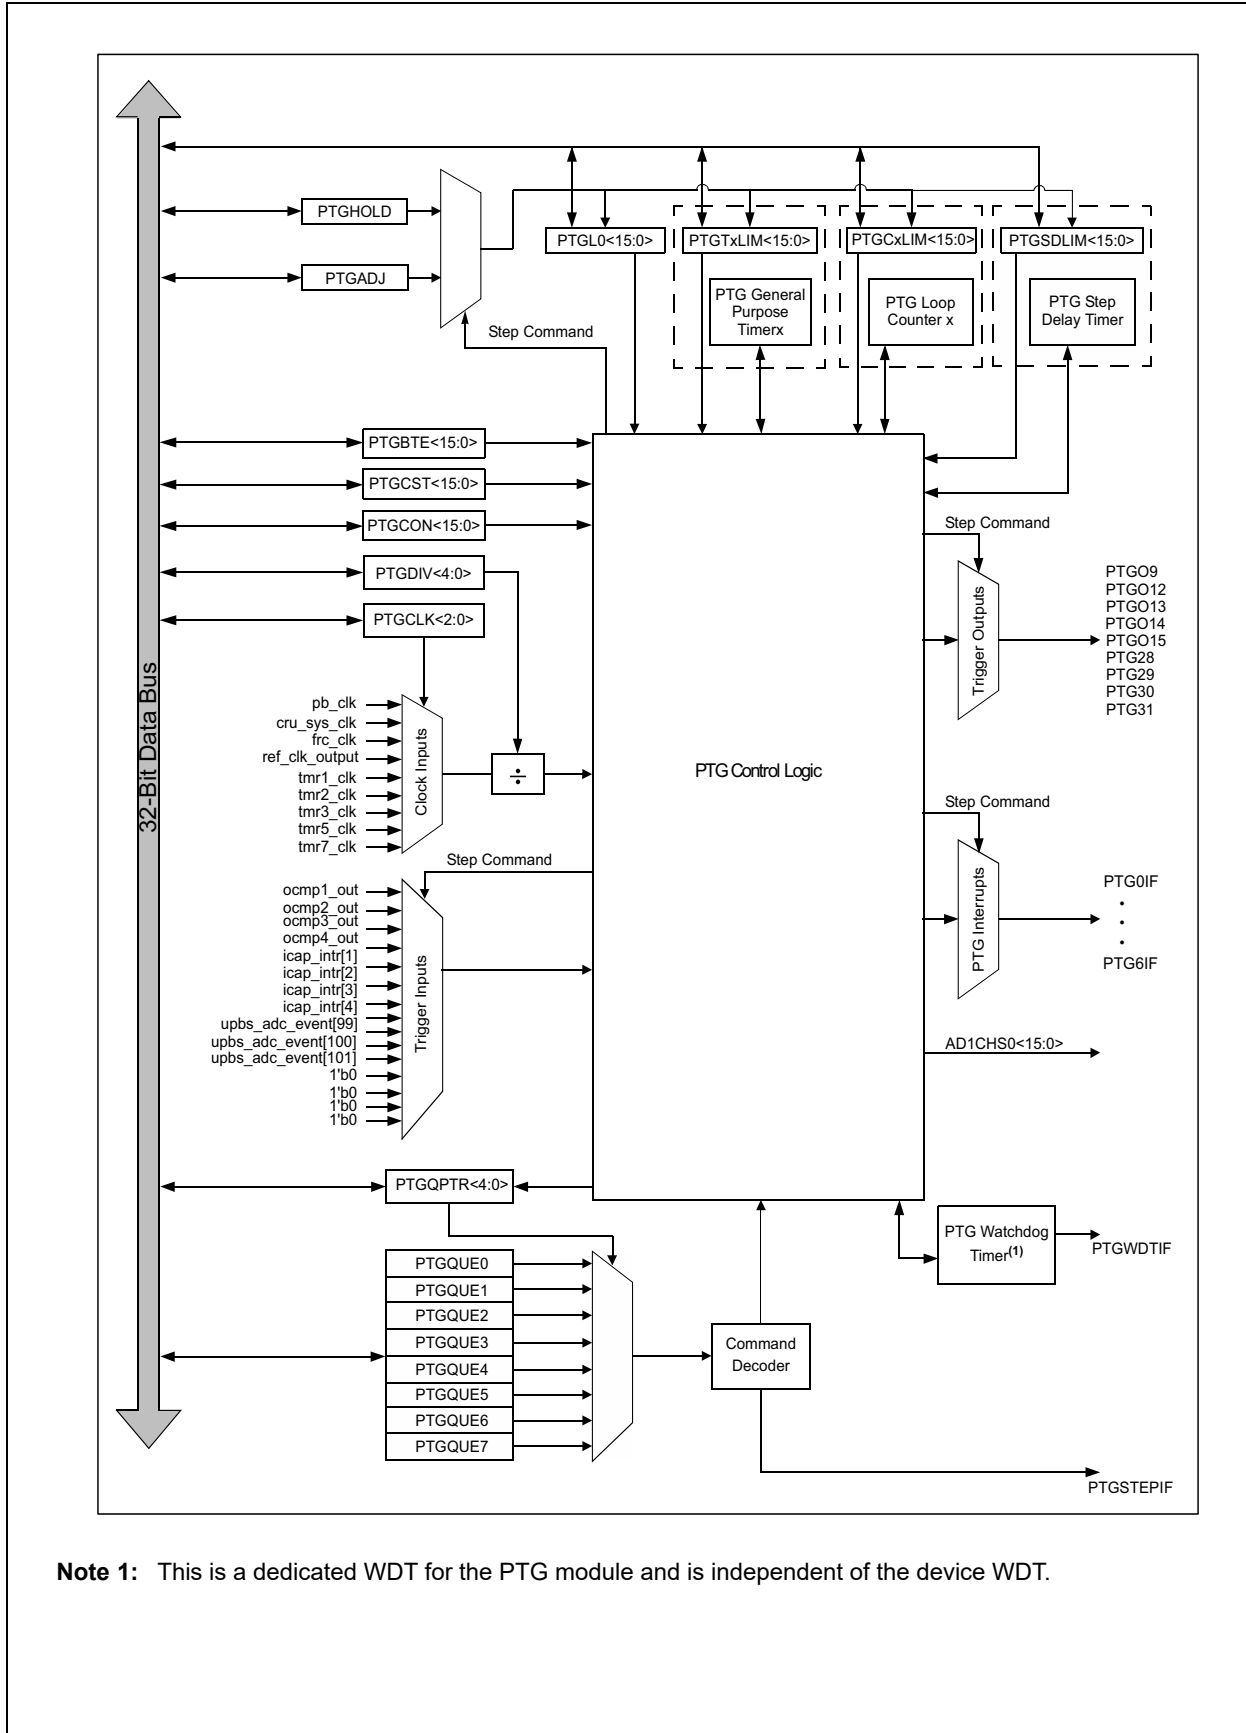 32-Bit Data Bus
PTGHOLD
PTGADJ
PTGL0<15:0>
PTGTxLIM<15:0>
PTGCxLIM<15:0>
PTGSDLIM<15:0>
PTG General
Purpose
Timerx
PTG Loop
Counter x
PTG Step
Delay Timer
Step Command
PTGBTE<15:0>
PTGCST<15:0>
PTGCON<15:0>
PTGDIV<4:0>
PTGCLK<2:0>
pb_clk
cru_sys_clk
frc_clk
ref_clk_output
tmr1_clk
tmr2_clk
tmr3_clk
tmr5_clk
tmr7_clk
Clock Inputs
÷
PTG Control Logic
Step Command
Trigger Outputs
PTGO9
PTGO12
PTGO13
PTGO14
PTGO15
PTG28
PTG29
PTG30
PTG31
Step Command
PTG Interrupts
PTG0IF
•
•
•
PTG6IF
Step Command
ocmp1_out
ocmp2_out
ocmp3_out
ocmp4_out
icap_intr[1]
icap_intr[2]
icap_intr[3]
icap_intr[4]
upbs_adc_event[99]
upbs_adc_event[100]
upbs_adc_event[101]
1'b0
1'b0
1'b0
1'b0
Trigger Inputs
AD1CHS0<15:0>
PTGQPTR<4:0>
PTG Watchdog
Timer(1)
PTGWDTIF
PTGQUE0
PTGQUE1
PTGQUE2
PTGQUE3
PTGQUE4
PTGQUE5
PTGQUE6
PTGQUE7
Command
Decoder
PTGSTEPIF
Note 1: This is a dedicated WDT for the PTG module and is independent of the device WDT.